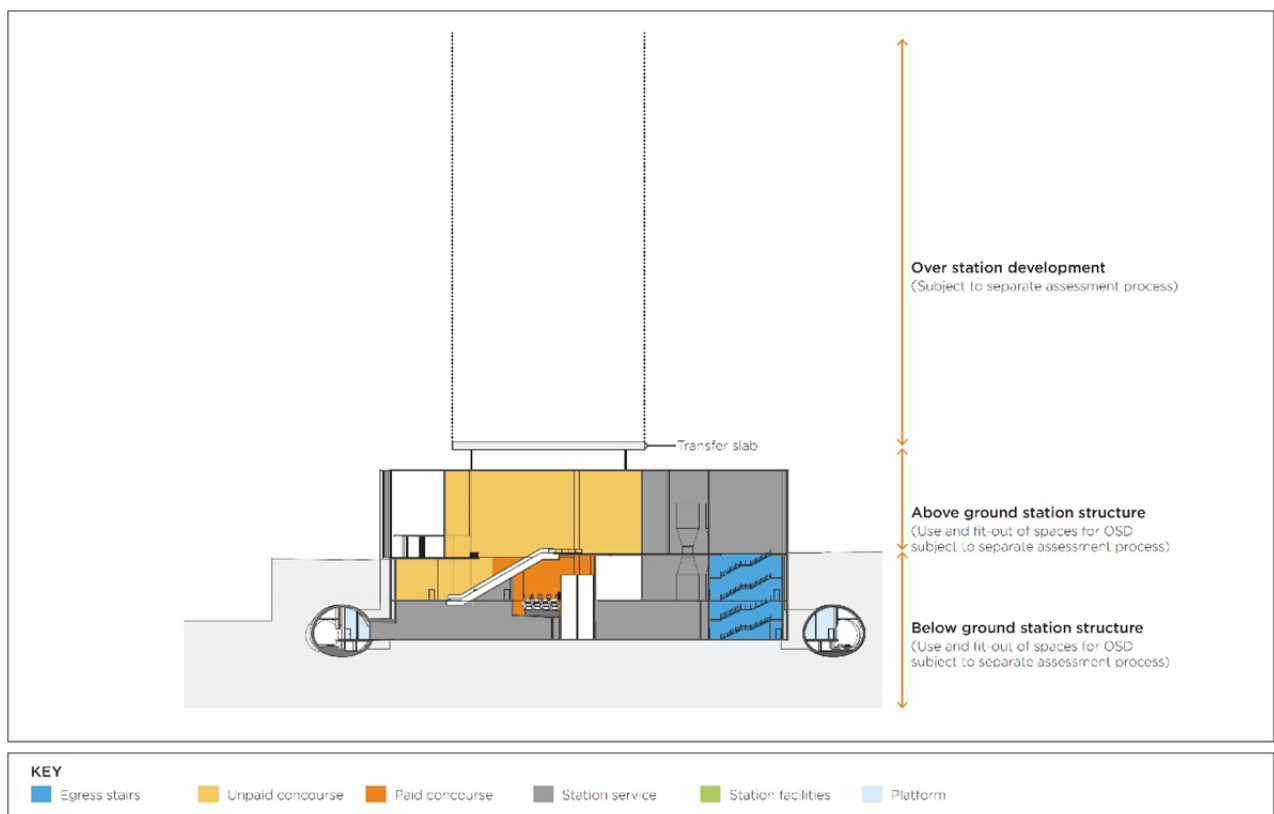 Over station development
(Subject to separate assessment process)
Transfer slab
Above ground station structure
(Use and fit-out of spaces for OSD
subject to separate assessment process)
Below ground station structure
(Use and fit-out of spaces for OSD
subject to separate assessment process)
KEY
Egress stairs
Unpaid concourse
Paid concourse
Station service
Station facilities
Platform